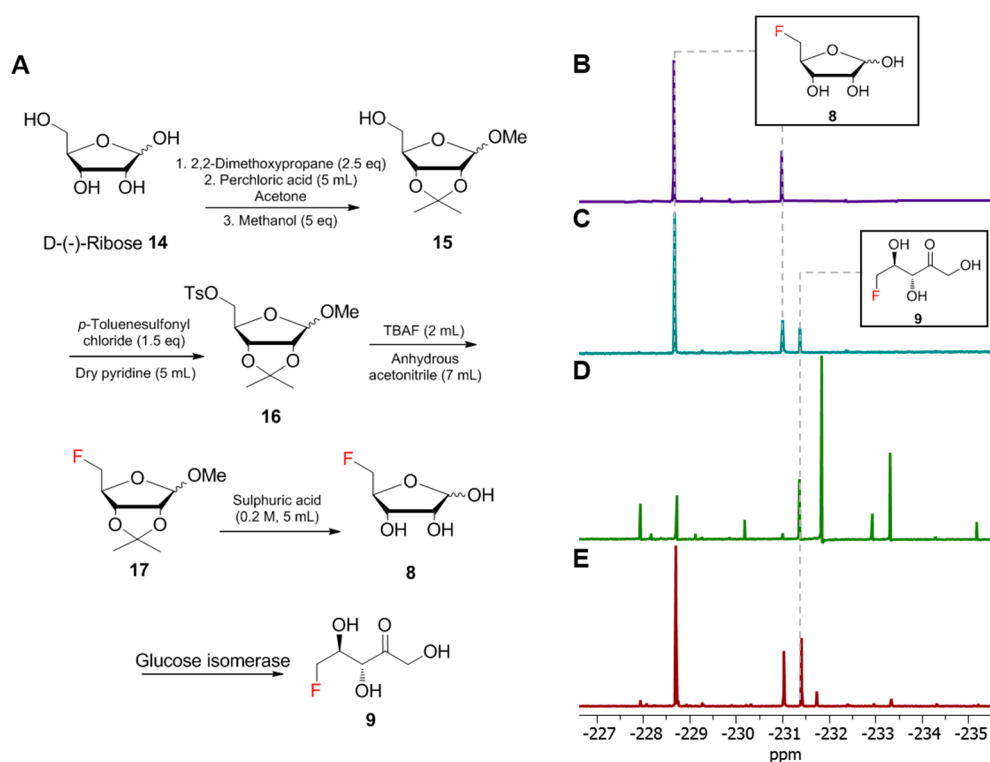 A
HO
O
OH
OH
OH
D-(-)-Ribose 14
1. 2,2-Dimethoxypropane (2.5 eq)
2. Perchloric acid (5 mL)
Acetone
3. Methanol (5 eq)
HO
O
OMe
O
O
15
p-Toluenesulfonyl
chloride (1.5 eq)
Dry pyridine (5 mL)
TsO
O
OMe
O
O
16
TBAF (2 mL)
Anhydrous
acetonitrile (7 mL)
F
O
OMe
O
O
17
Sulphuric acid
(0.2 M, 5 mL)
F
O
OH
OH
OH
8
Glucose isomerase
OH
O
OH
F
OH
9
B
F
O
OH
OH
OH
8
C
OH
O
OH
F
OH
9
D
E
-227 -228 -229 -230 -231 -232 -233 -234 -235
ppm